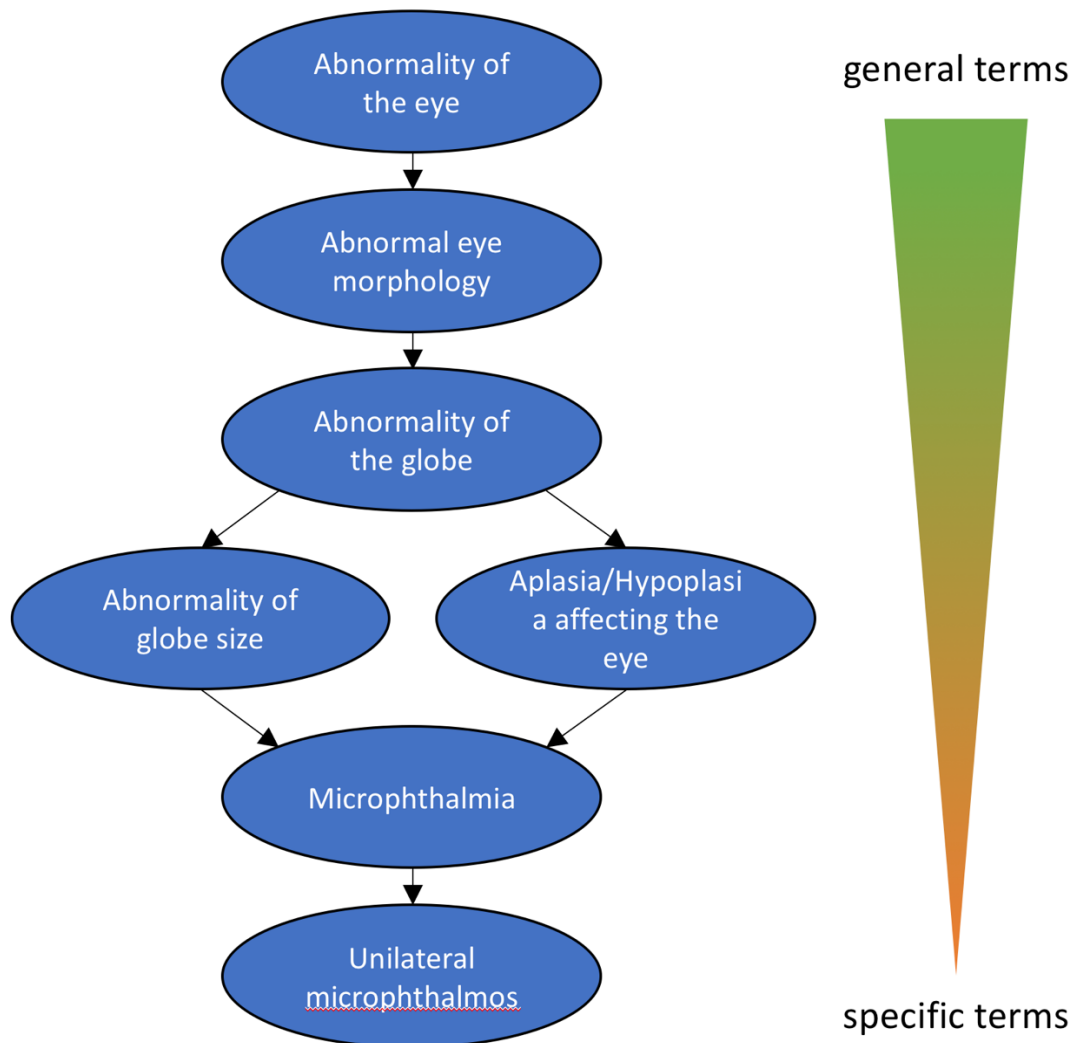 Abnormality of
the eye
general terms
Abnormal eye
morphology
Abnormality of
the globe
Abnormality of
globe size
Aplasia/Hypoplasi
a affecting the
eye
Microphthalmia
Unilateral
microphthalmos
specific terms